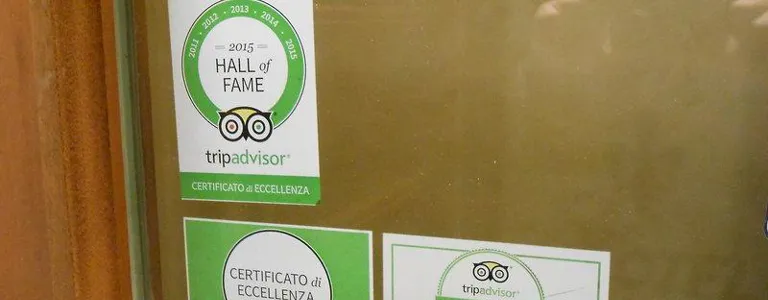 2011 • 2012 • 2013 • 2014 • 2015
2015
HALL of
FAME
tripadvisor®
CERTIFICATO di ECCELLENZA
CERTIFICATO di
ECCELLENZA
tripadvisor®